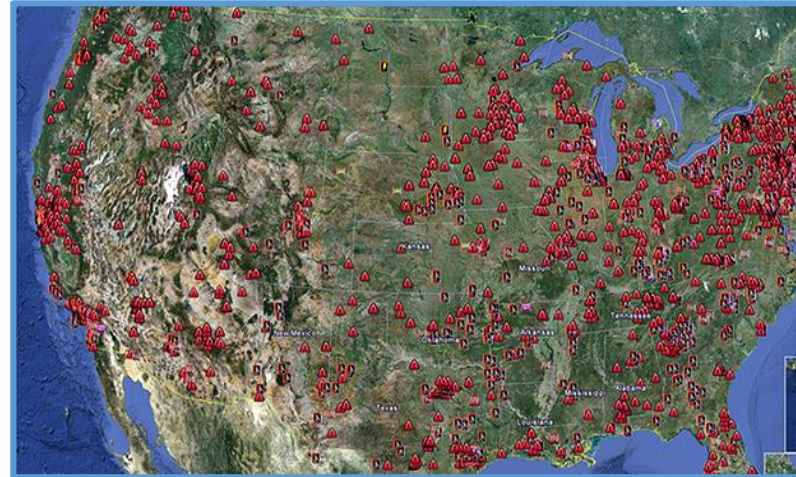 Kansas
Missouri
New Mexico
Oklahoma
Arkansas
Tennessee
Texas
Mississippi
Alabama
Louisiana